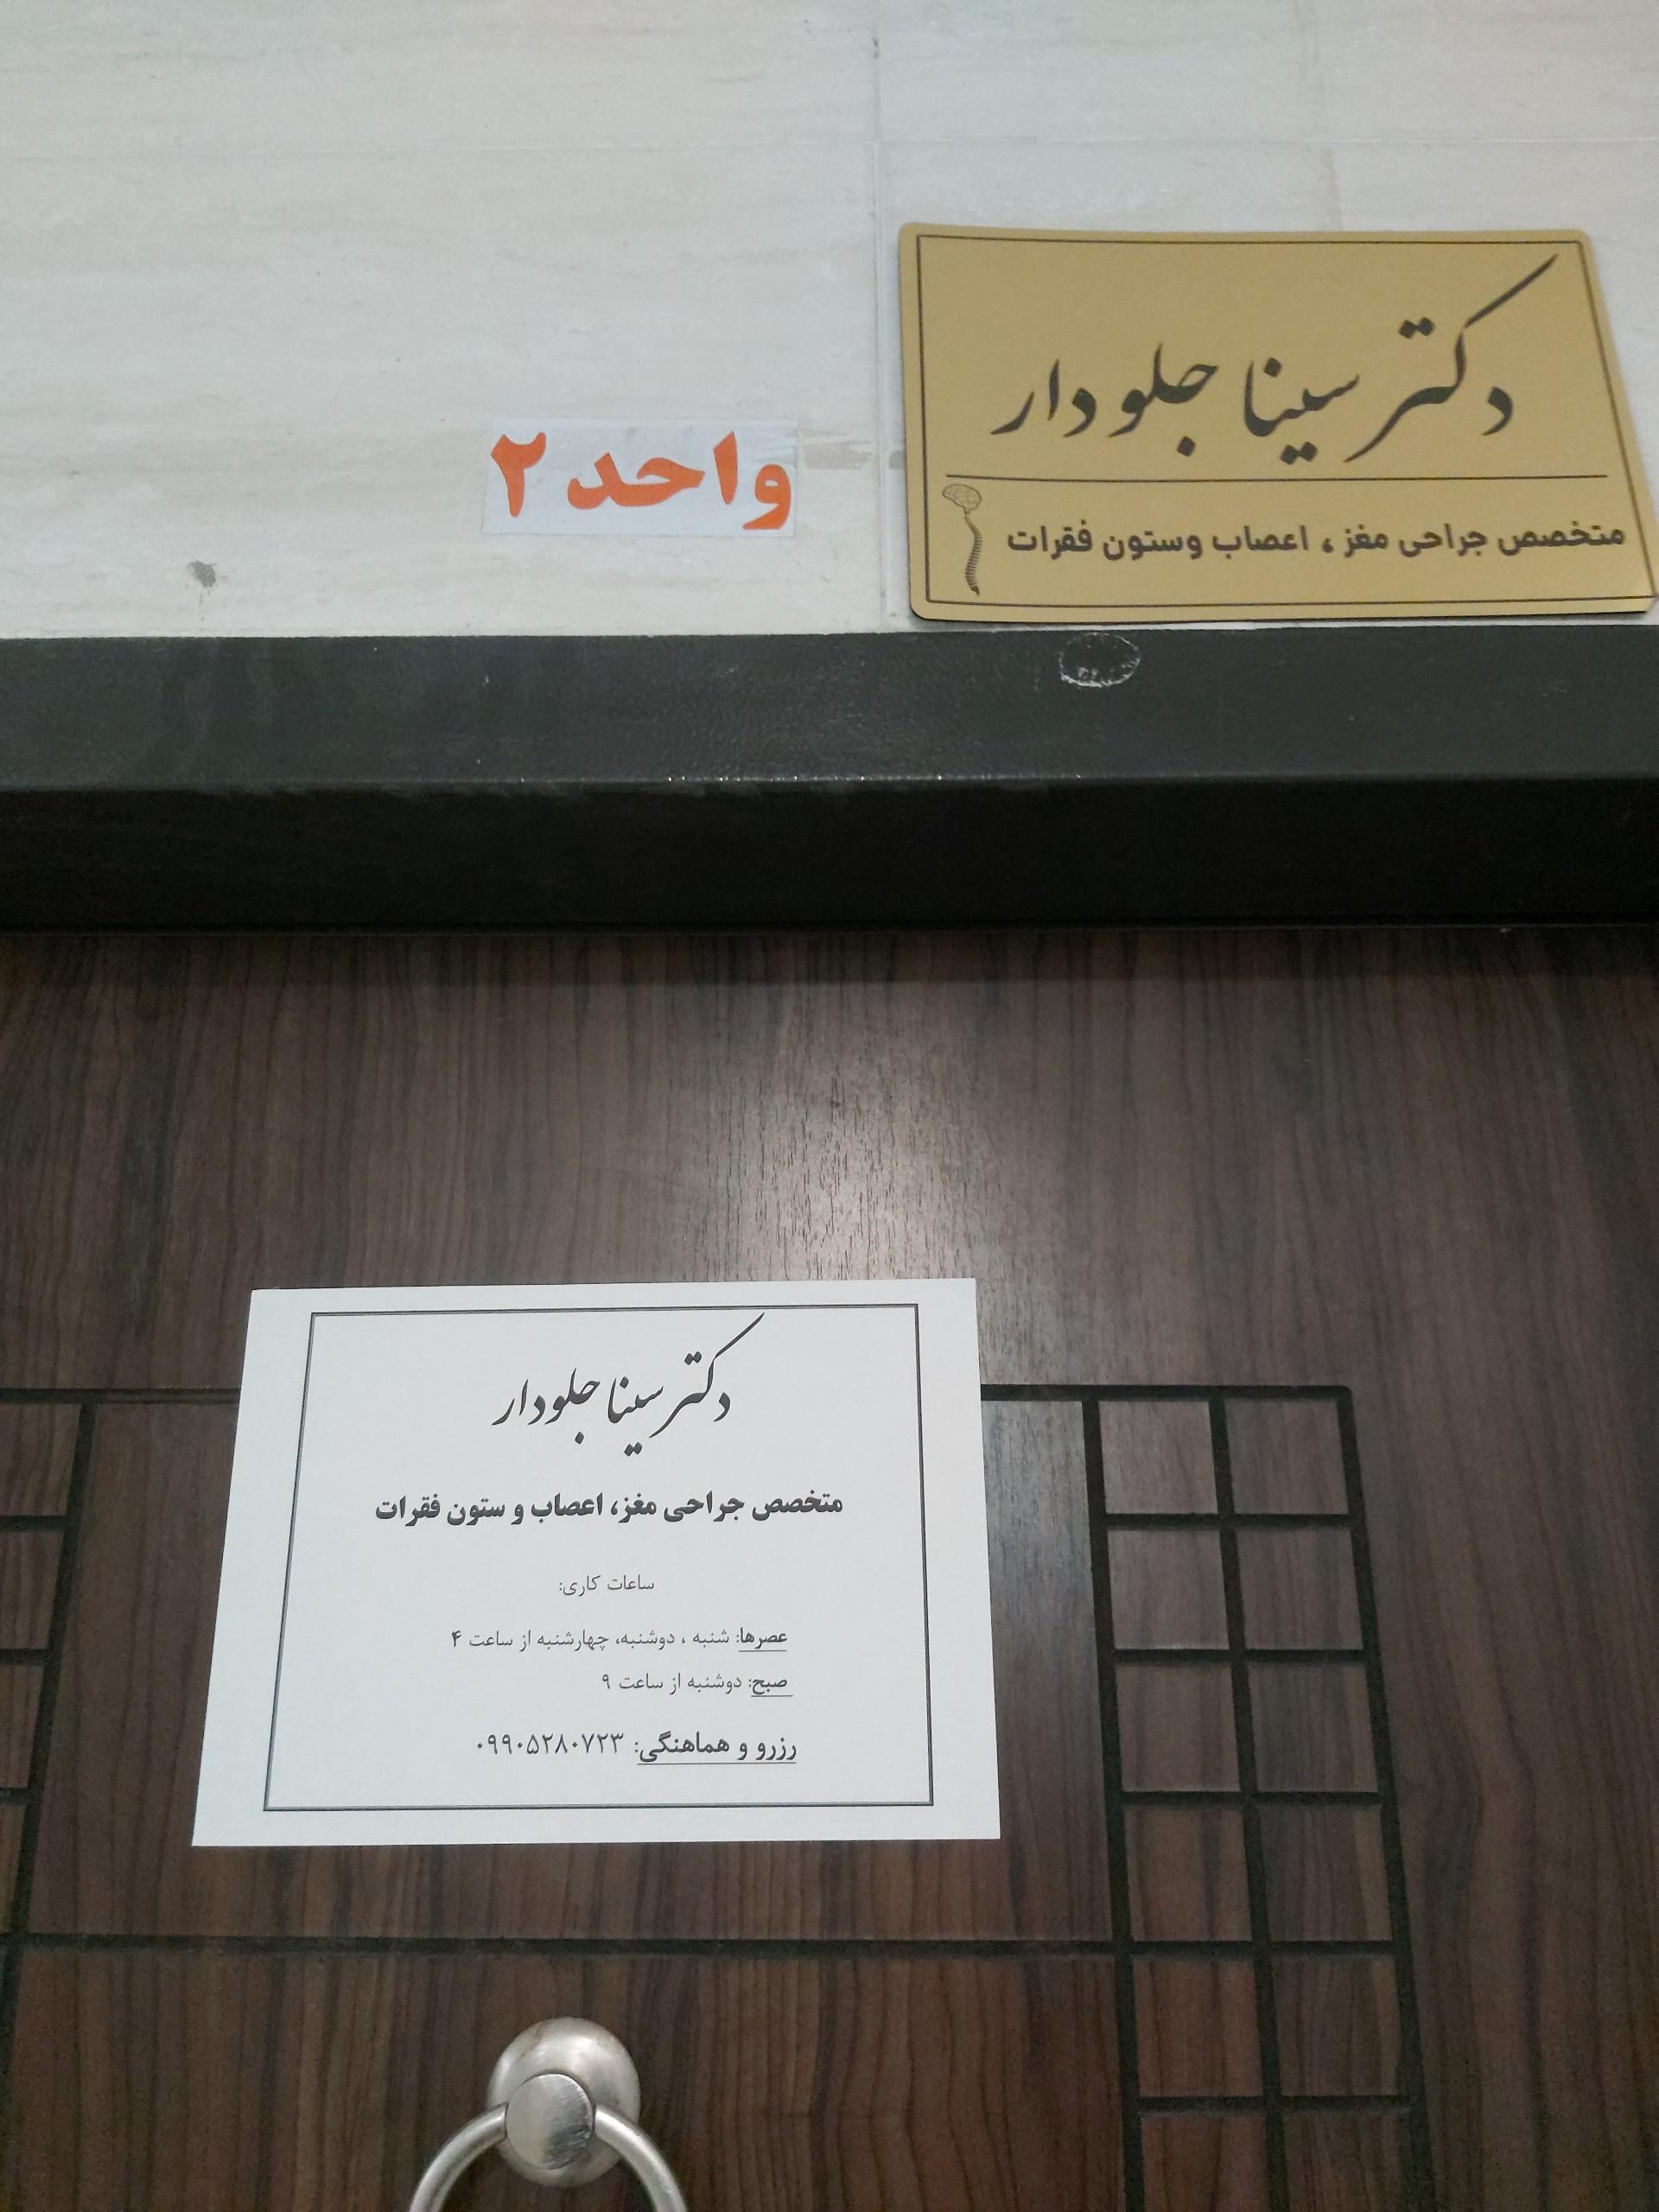 دکتر سینا جلودار
متخصص جراحی مغز، اعصاب وستون فقرات
واحد ۲
دکتر سینا جلودار
متخصص جراحی مغز، اعصاب و ستون فقرات
ساعات کاری:
عصرها: شنبه ، دوشنبه، چهارشنبه از ساعت ۴
صبح: دوشنبه از ساعت ۹
رزرو و هماهنگی: ۰۹۹۰۵۲۸۰۷۲۳